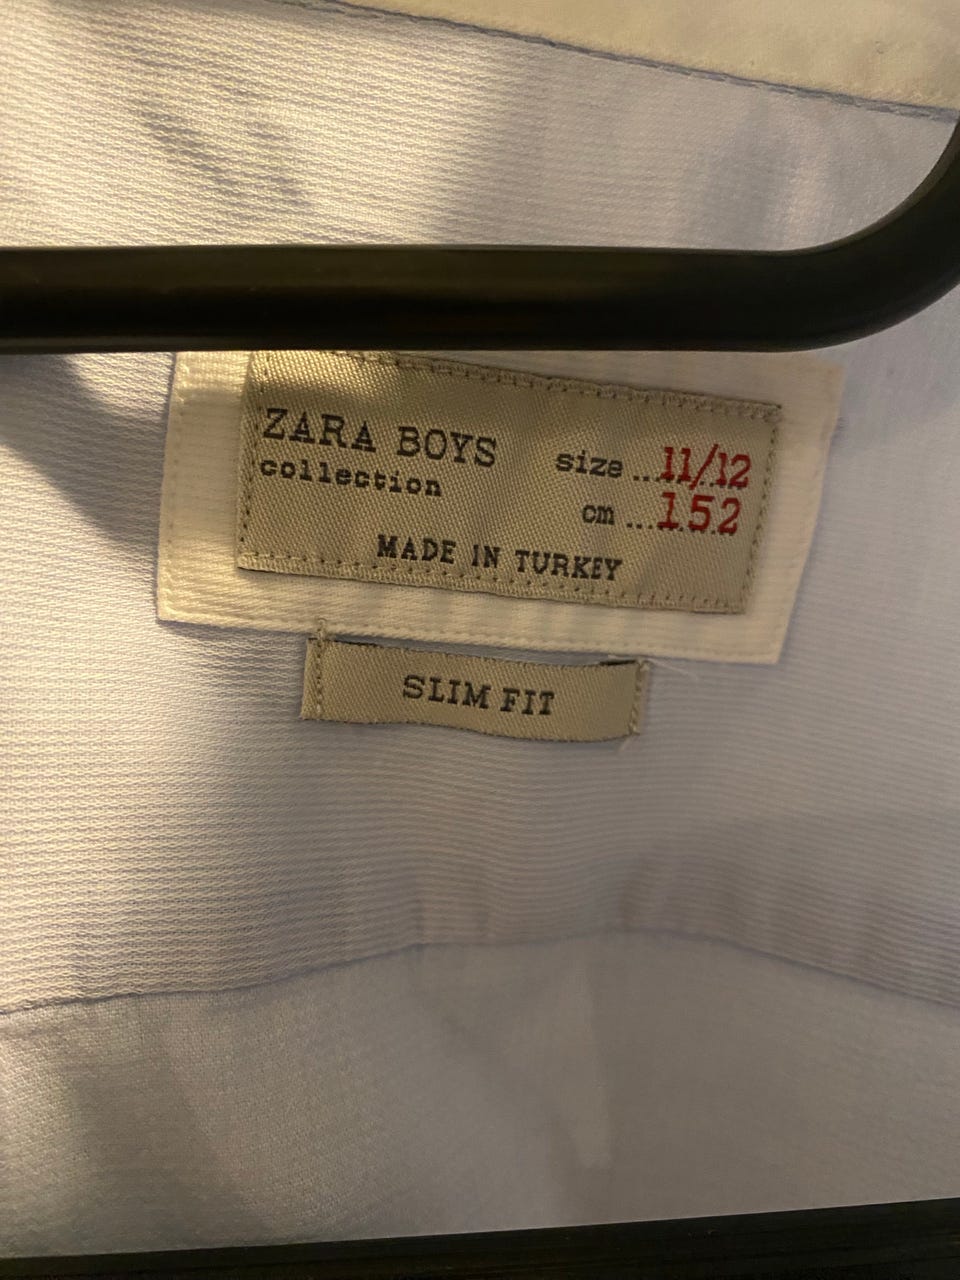 ZARA BOYS
collection
size ...11/12
cm ...152
MADE IN TURKEY
SLIM FIT